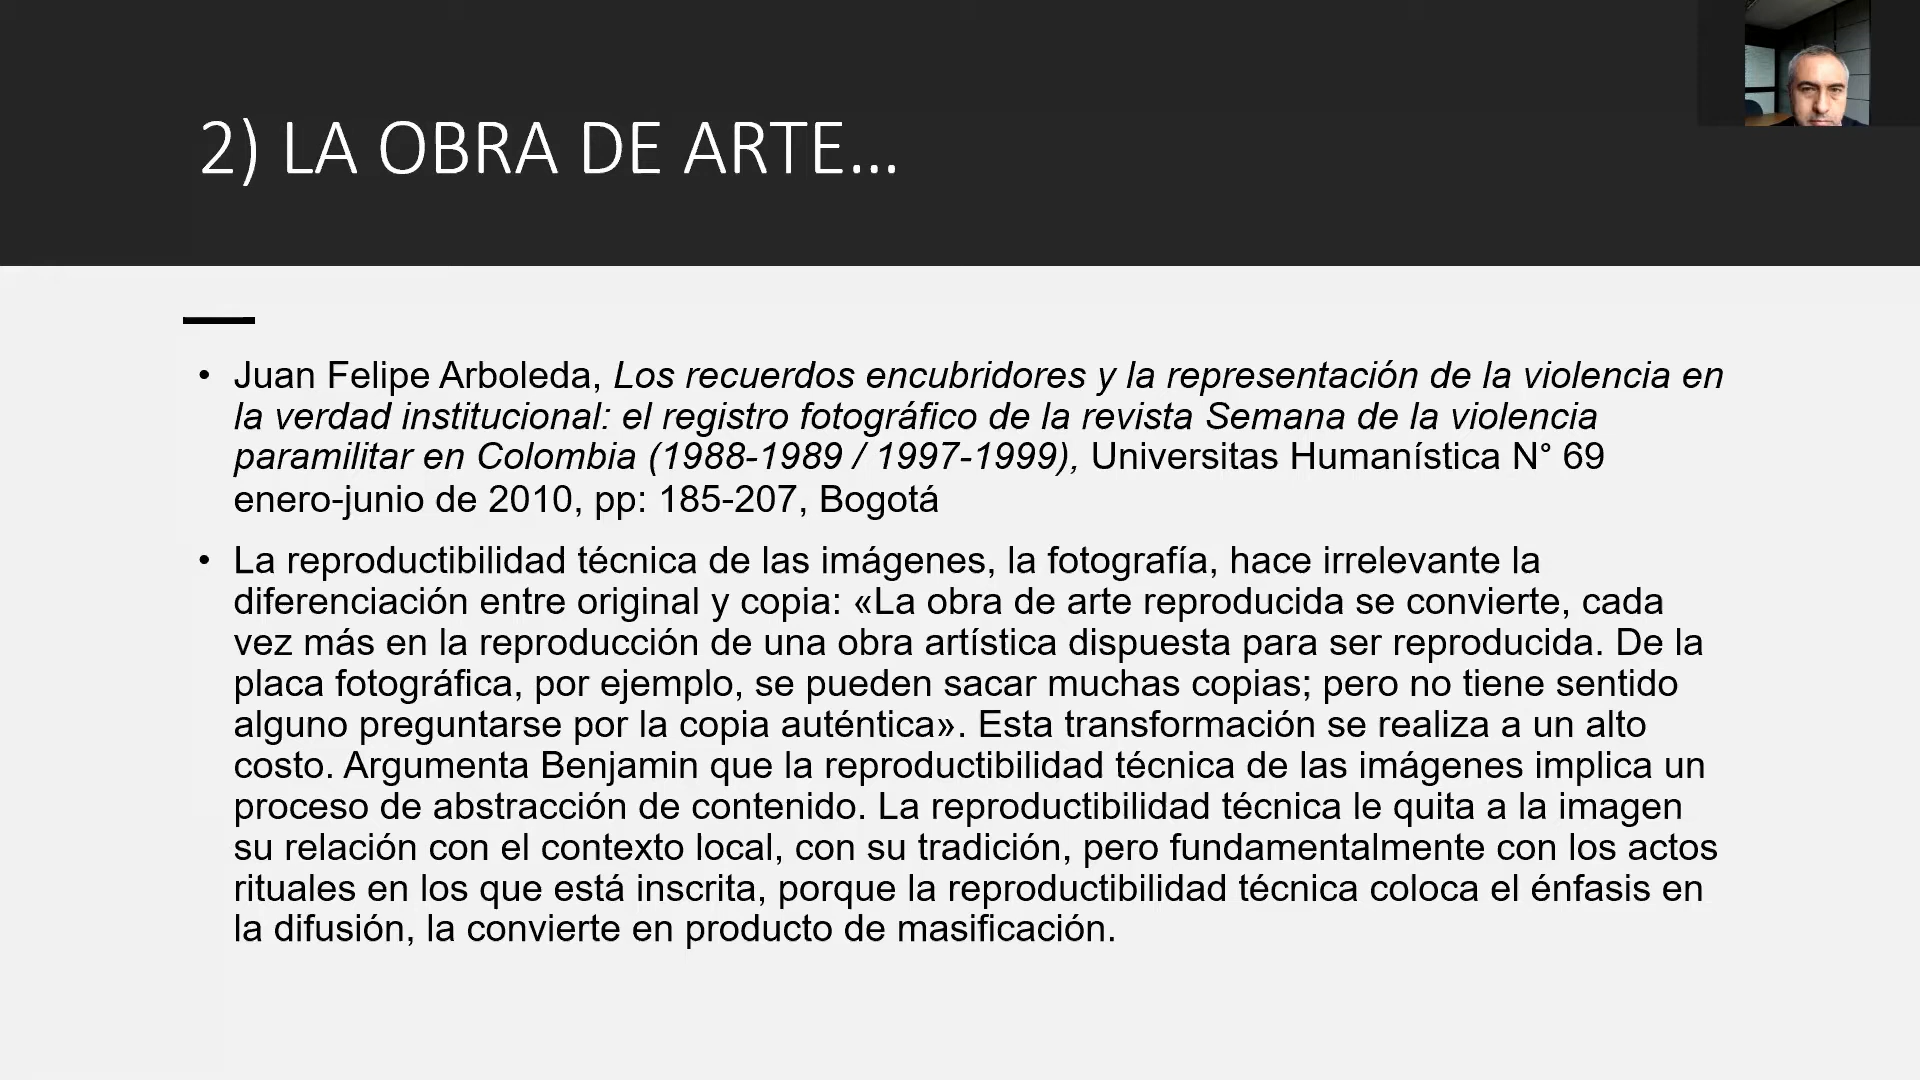 2) LA OBRA DE ARTE...
• Juan Felipe Arboleda, Los recuerdos encubridores y la representación de la violencia en
la verdad institucional: el registro fotográfico de la revista Semana de la violencia
paramilitar en Colombia (1988-1989 / 1997-1999), Universitas Humanística N° 69
enero-junio de 2010, pp: 185-207, Bogotá
• La reproductibilidad técnica de las imágenes, la fotografía, hace irrelevante la
diferenciación entre original y copia: «La obra de arte reproducida se convierte, cada
vez más en la reproducción de una obra artística dispuesta para ser reproducida. De la
placa fotográfica, por ejemplo, se pueden sacar muchas copias; pero no tiene sentido
alguno preguntarse por la copia auténtica». Esta transformación se realiza a un alto
costo. Argumenta Benjamin que la reproductibilidad técnica de las imágenes implica un
proceso de abstracción de contenido. La reproductibilidad técnica le quita a la imagen
su relación con el contexto local, con su tradición, pero fundamentalmente con los actos
rituales en los que está inscrita, porque la reproductibilidad técnica coloca el énfasis en
la difusión, la convierte en producto de masificación.